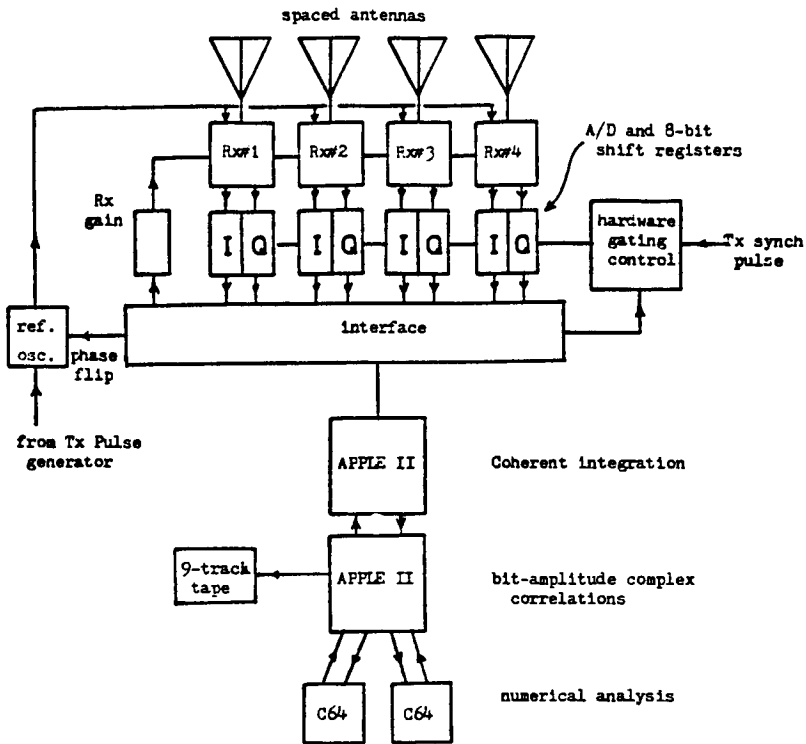 spaced antennas
A/D and 8-bit
shift registers
Rx#1
Rx#2
Rx#3
Rx#4
Rx
gain
I
Q
I
Q
I
Q
I
Q
hardware
gating
control
Tx synch
pulse
interface
ref.
osc.
phase
flip
from Tx Pulse
generator
APPLE II
Coherent integration
9-track
tape
APPLE II
bit-amplitude complex
correlations
C64
C64
numerical analysis